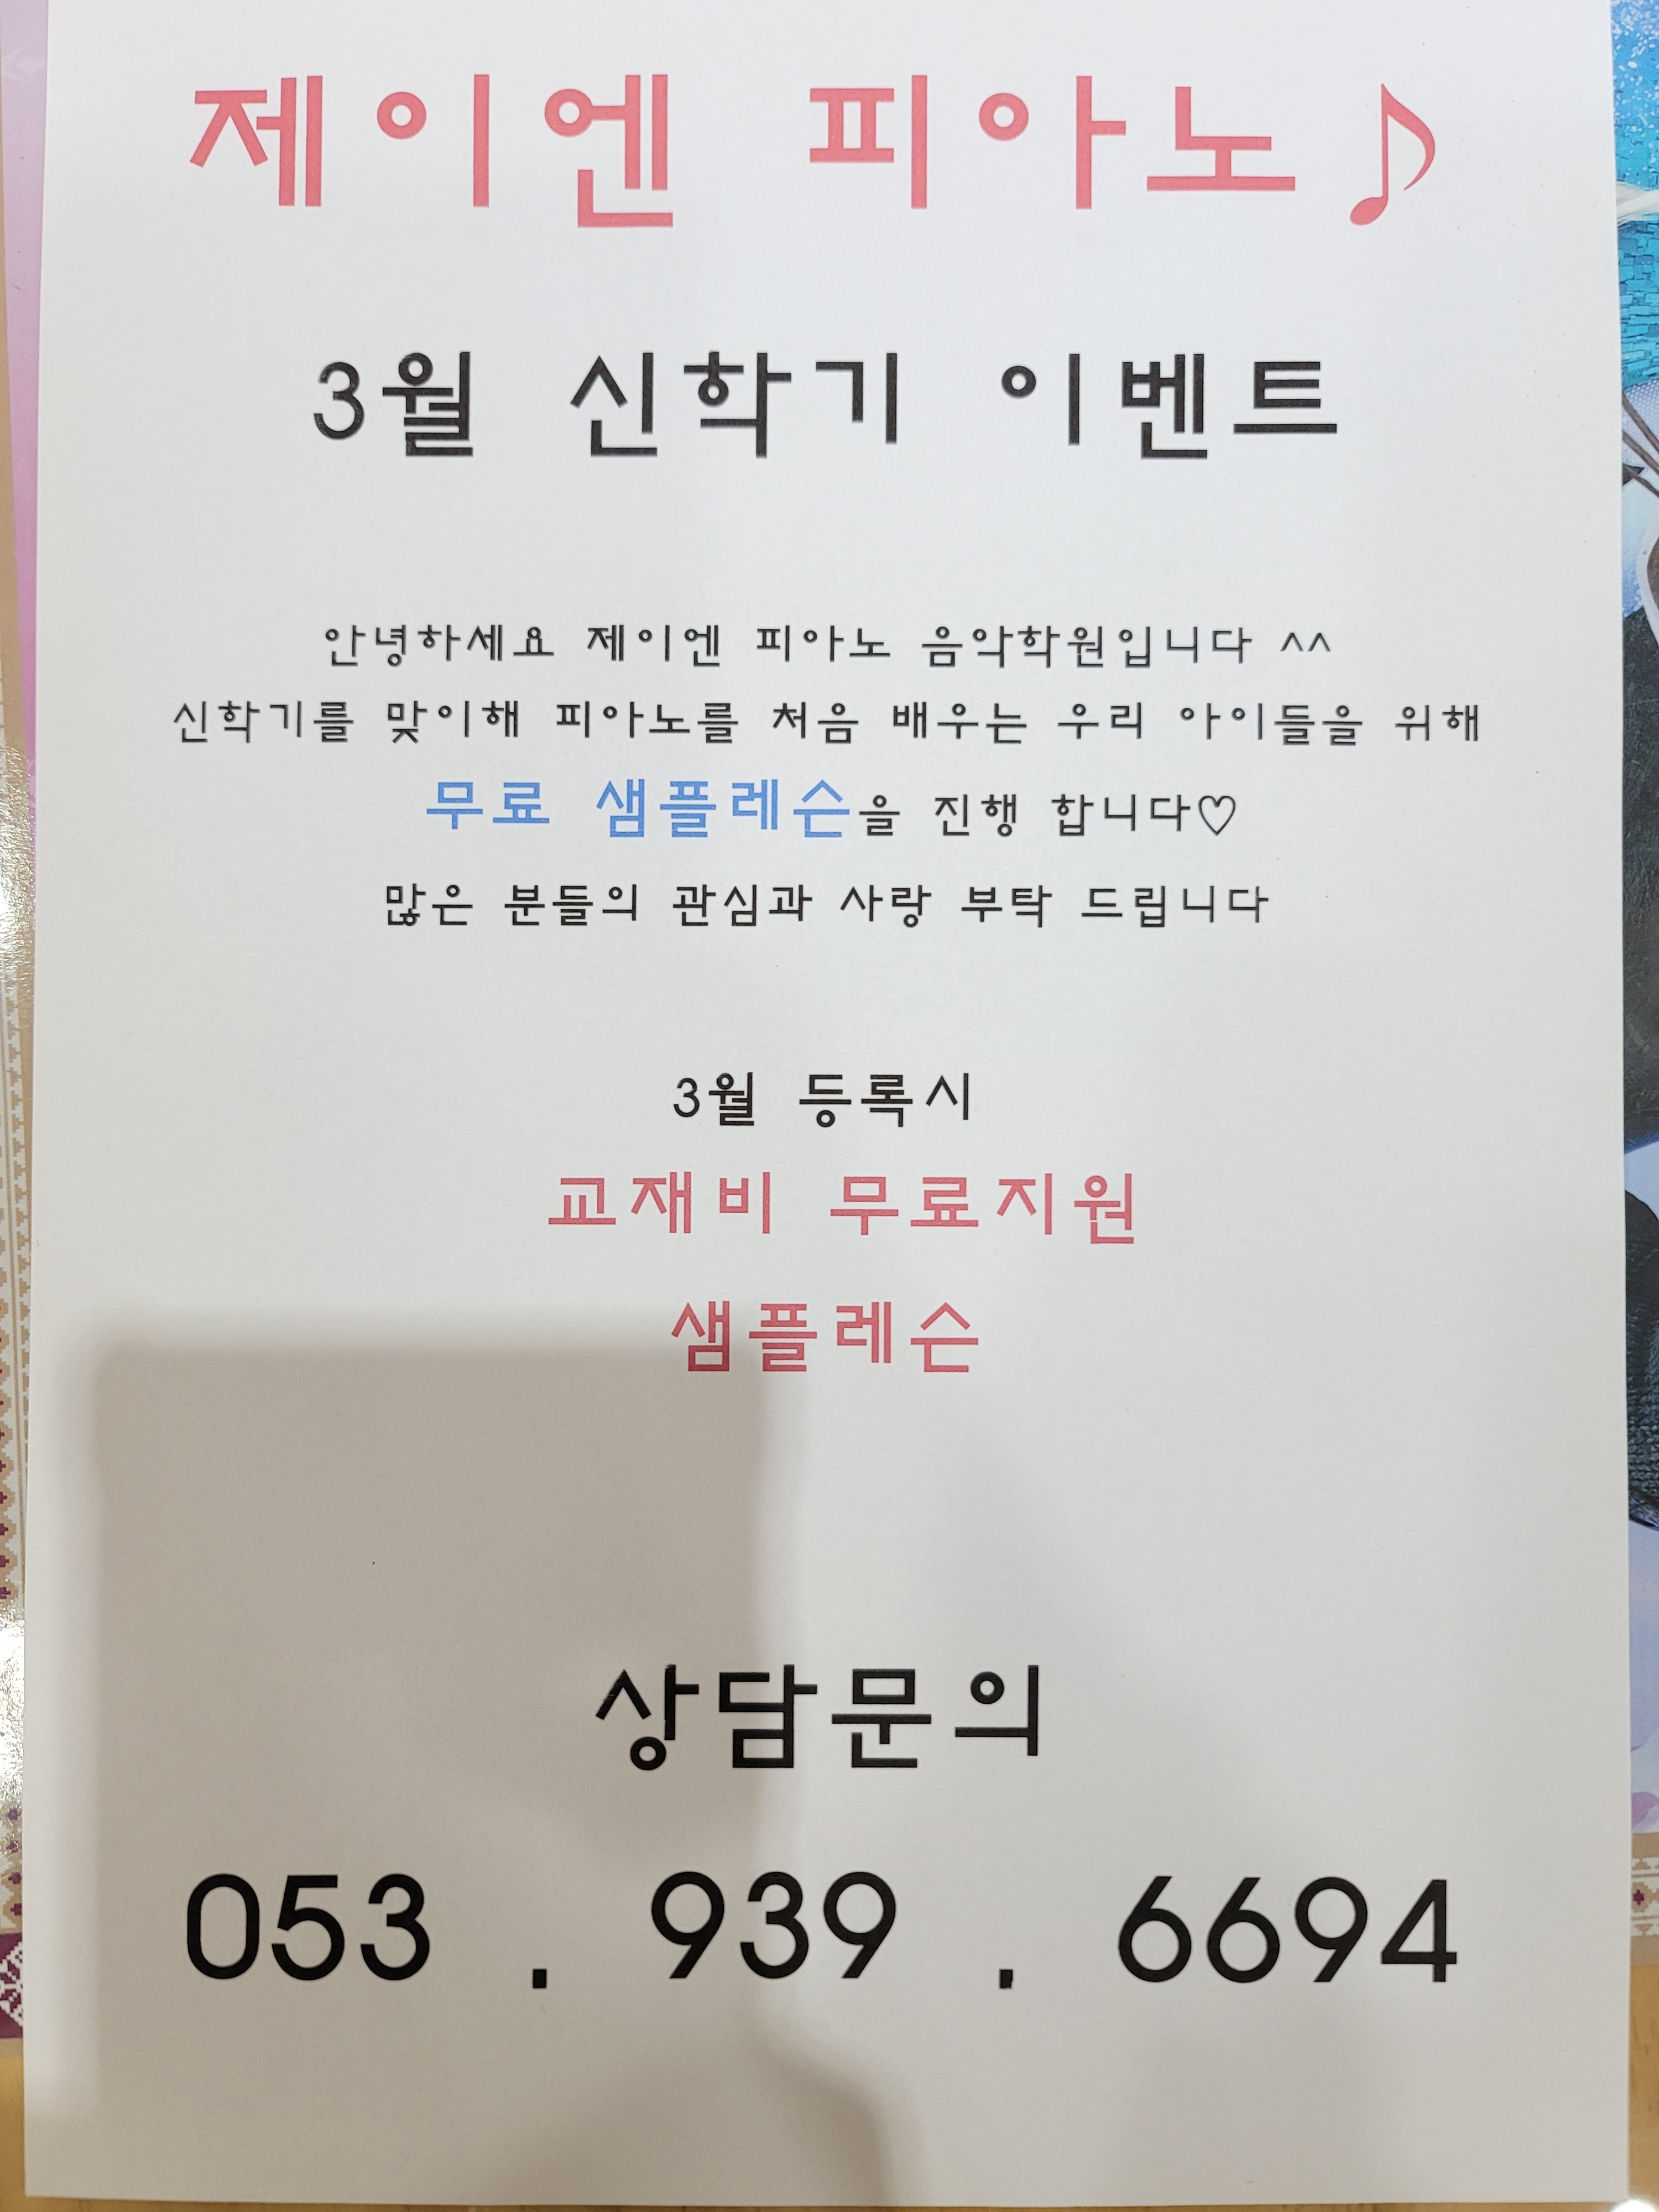 제이엔 피아노♪
3월 신학기 이벤트
안녕하세요 제이엔 피아노 음악학원입니다 ^^
신학기를 맞이해 피아노를 처음 배우는 우리 아이들을 위해
무료 샘플레슨을 진행 합니다♡
많은 분들의 관심과 사랑 부탁 드립니다
3월 등록시
교재비 무료지원
샘플레슨
상담문의
053 . 939 . 6694